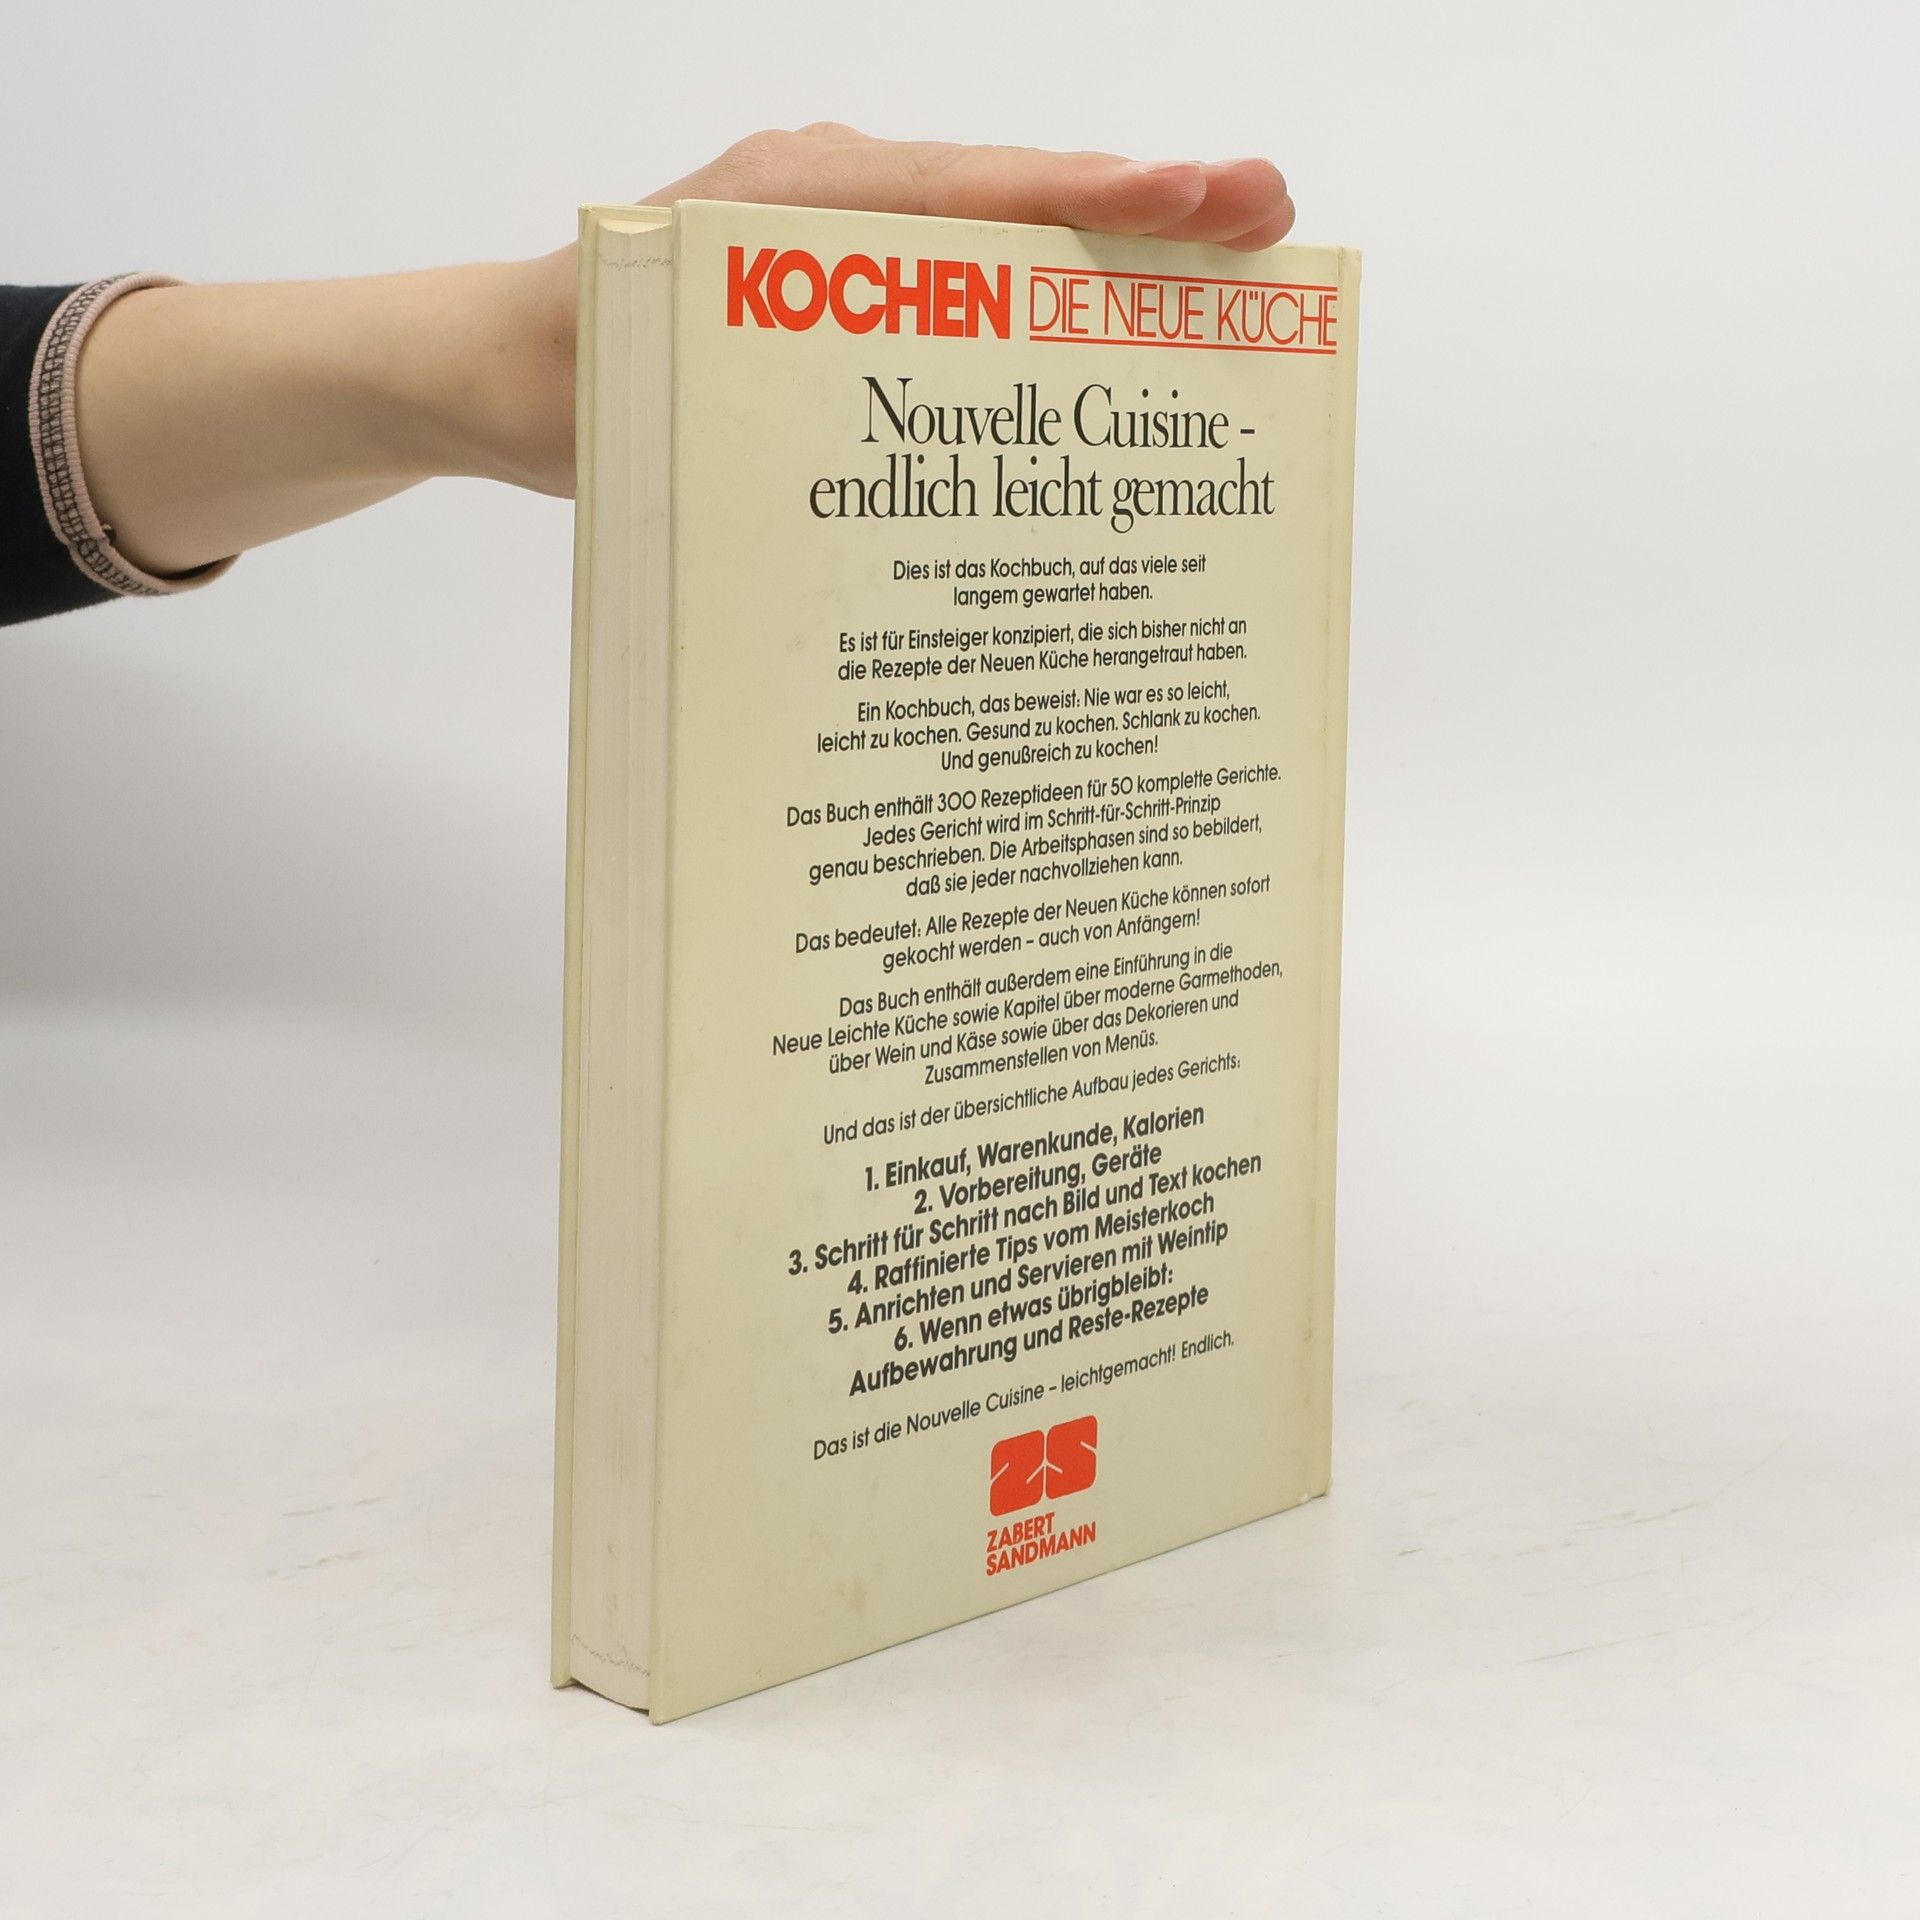 KOCHEN DIE NEUE KÜCHE
Nouvelle Cuisine –
endlich leicht gemacht
Dies ist das Kochbuch, auf das viele seit
langem gewartet haben.
Es ist für Einsteiger konzipiert, die sich bisher nicht an
die Rezepte der Neuen Küche herangetraut haben.
Ein Kochbuch, das beweist: Nie war es so leicht,
leicht zu kochen. Gesund zu kochen. Schlank zu kochen.
Und genußreich zu kochen!
Das Buch enthält 300 Rezeptideen für 50 komplette Gerichte.
Jedes Gericht wird im Schritt-für-Schritt-Prinzip
genau beschrieben. Die Arbeitsphasen sind so bebildert,
daß sie jeder nachvollziehen kann.
Das bedeutet: Alle Rezepte der Neuen Küche können sofort
gekocht werden – auch von Anfängern!
Das Buch enthält außerdem eine Einführung in die
Neue Leichte Küche sowie Kapitel über moderne Garmethoden,
über Wein und Käse sowie über das Dekorieren und
Zusammenstellen von Menüs.
Und das ist der übersichtliche Aufbau jedes Gerichts:
1. Einkauf, Warenkunde, Kalorien
2. Vorbereitung, Geräte
3. Schritt für Schritt nach Bild und Text kochen
4. Raffinierte Tips vom Meisterkoch
5. Anrichten und Servieren mit Weintip
6. Wenn etwas übrigbleibt:
Aufbewahrung und Reste-Rezepte
Das ist die Nouvelle Cuisine – leichtgemacht! Endlich.
ZS
ZABERT
SANDMANN